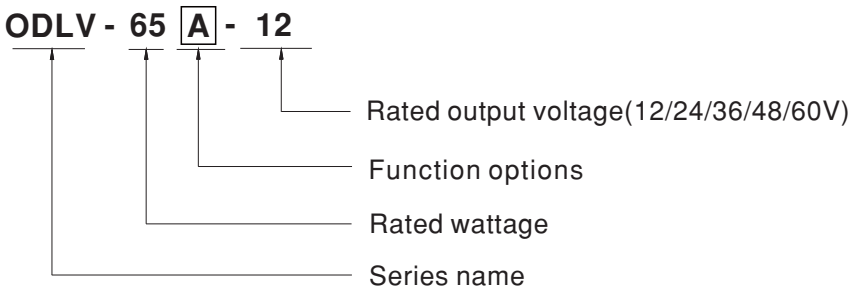 ODLV - 65 A - 12
Rated output voltage(12/24/36/48/60V)
Function options
Rated wattage
Series name